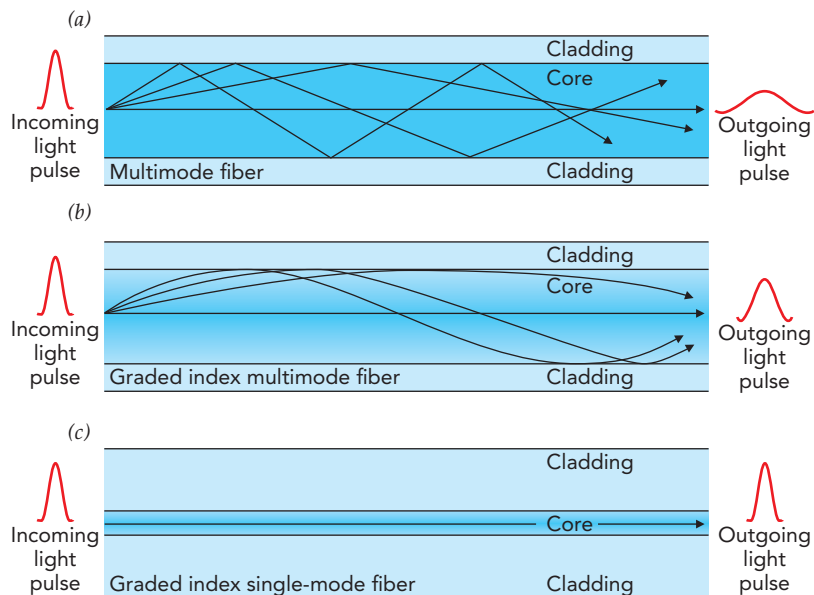 (a)
Cladding
Core
Incoming
light
pulse
Outgoing
light
pulse
Multimode fiber
Cladding
(b)
Cladding
Core
Incoming
light
pulse
Outgoing
light
pulse
Graded index multimode fiber
Cladding
(c)
Cladding
Core
Incoming
light
pulse
Outgoing
light
pulse
Graded index single-mode fiber
Cladding